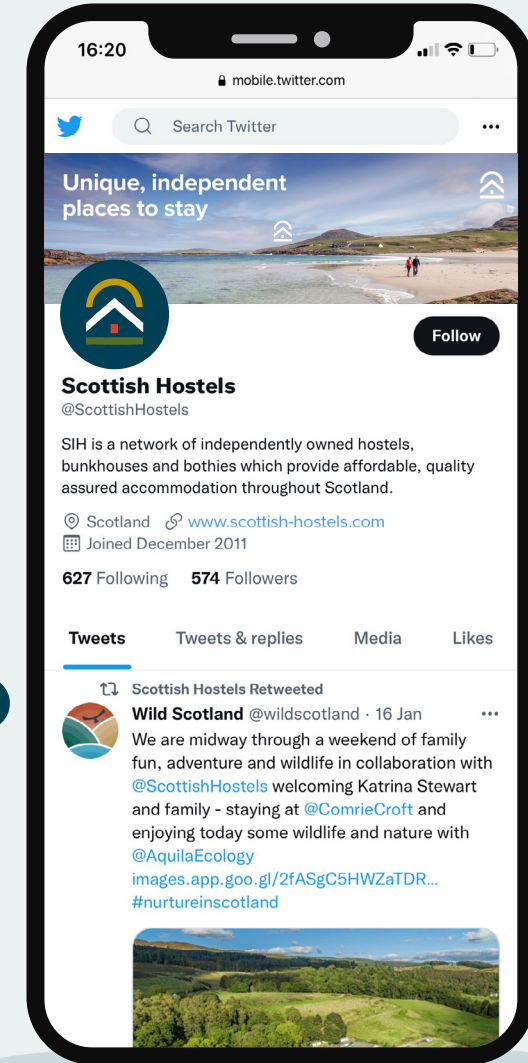 16:20
mobile.twitter.com
Search Twitter
Unique, independent
places to stay
Follow
Scottish Hostels
@ScottishHostels
SIH is a network of independently owned hostels,
bunkhouses and bothies which provide affordable, quality
assured accommodation throughout Scotland.
Scotland www.scottish-hostels.com
Joined December 2011
627 Following 574 Followers
Tweets Tweets & replies Media Likes
Scottish Hostels Retweeted
Wild Scotland @wildscotland · 16 Jan
We are midway through a weekend of family
fun, adventure and wildlife in collaboration with
@ScottishHostels welcoming Katrina Stewart
and family - staying at @ComrieCroft and
enjoying today some wildlife and nature with
@AquilaEcology
images.app.goo.gl/2fASgC5HWZaTDR...
#nurtureinscotland